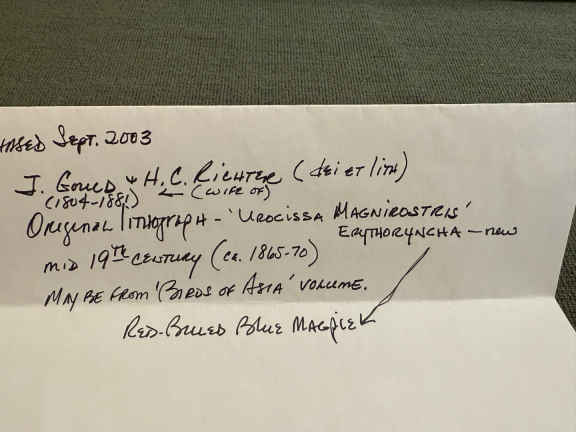 HASED SEPT. 2003
J. GOULD & H.C. RICHTER (del ET lith)
(1804-1881) (WIFE OF)
ORIGINAL lithograph - 'UROCISSA MAGNIROSTRIS'
ERYTHORYNCHA - new
mID 19TH CENTURY (ca. 1865-70)
MAY BE FROM 'BIRDS OF ASIA' VOLUME.
RED-BILLED BLUE MAGPIE